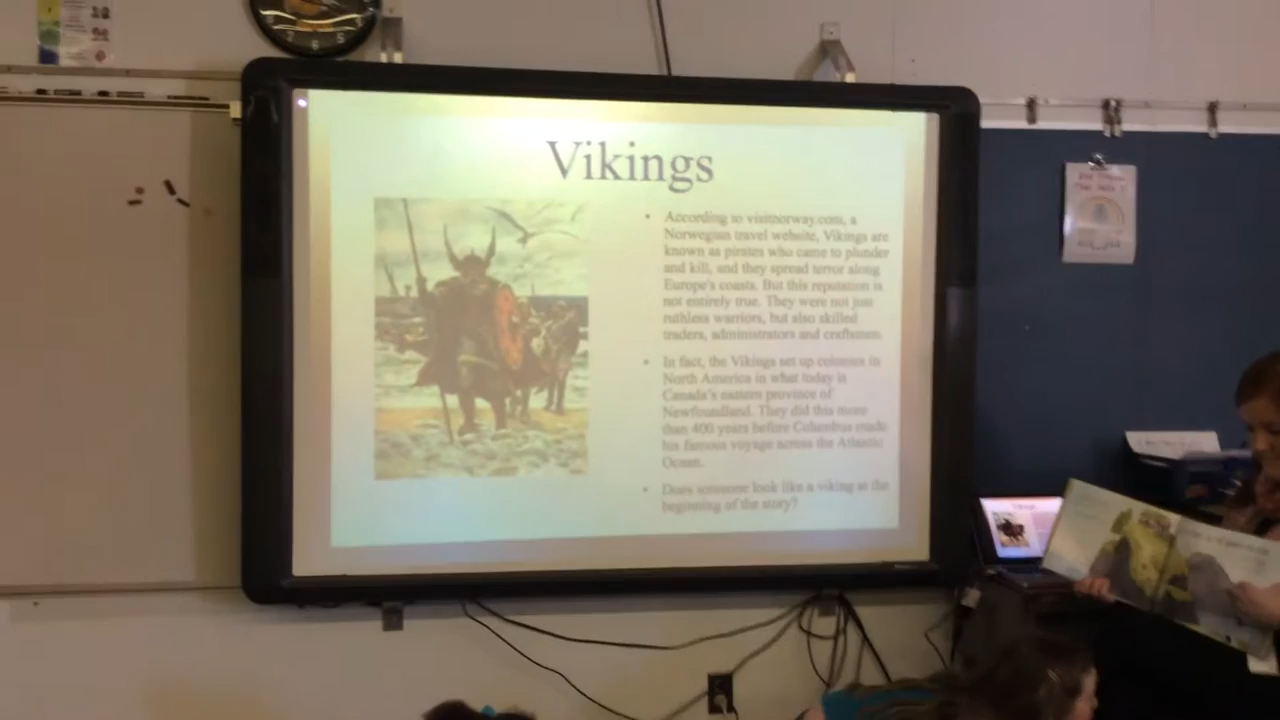 7 6 5
Vikings
• According to visitnorway.com, a
Norwegian travel website, Vikings are
known as pirates who came to plunder
and kill, and they spread terror along
Europe's coasts. But this reputation is
not entirely true. They were not just
ruthless warriors, but also skilled
traders, administrators and craftsmen.
• In fact, the Vikings set up colonies in
North America in what today is
Canada's eastern province of
Newfoundland. They did this more
than 400 years before Columbus made
his famous voyage across the Atlantic
Ocean.
• Does someone look like a viking at the
beginning of the story?